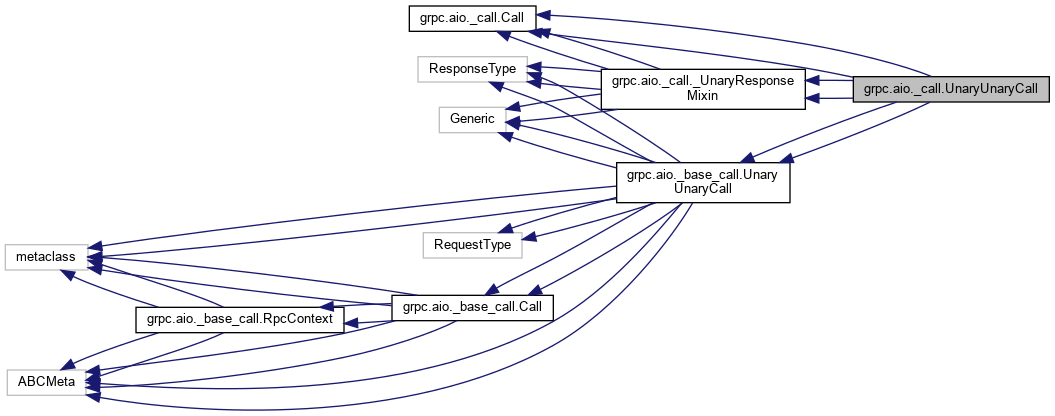 grpc.aio._call.Call
ResponseType
grpc.aio._call._UnaryResponse
Mixin
grpc.aio._call.UnaryUnaryCall
Generic
grpc.aio._base_call.Unary
UnaryCall
RequestType
metaclass
grpc.aio._base_call.Call
grpc.aio._base_call.RpcContext
ABCMeta